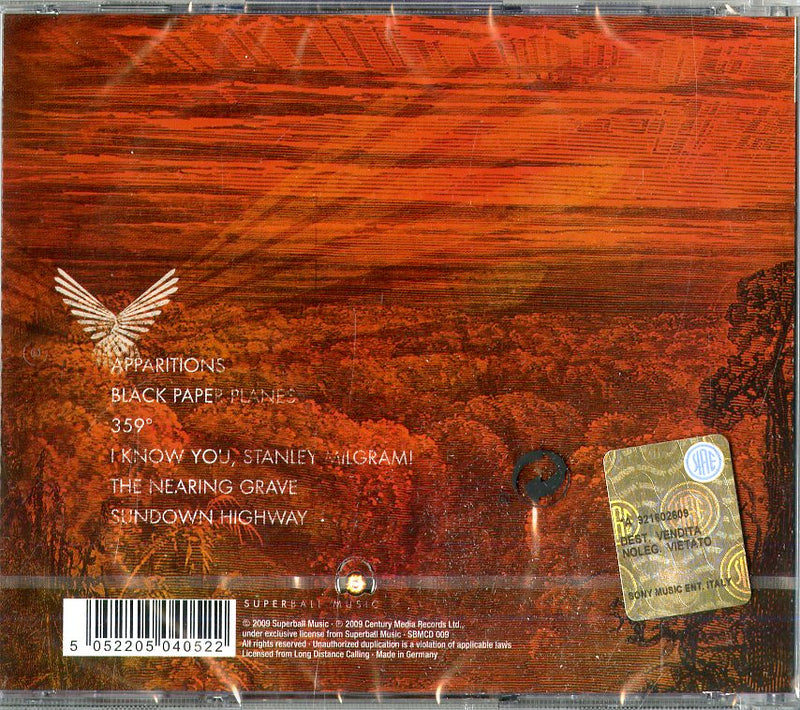 APPARITIONS
BLACK PAPER PLANES
359°
I KNOW YOU, STANLEY MILGRAM!
THE NEARING GRAVE
SUNDOWN HIGHWAY
A 921602609
DEST. VENDITA
NOLEG. VIETATO
SONY MUSIC ENT. ITALY
SUPERBALL MUSIC
© 2009 Superball Music · ℗ 2009 Century Media Records Ltd.,
under exclusive license from Superball Music · SBMCD 009
All rights reserved · Unauthorized duplication is a violation of applicable laws
Licensed from Long Distance Calling · Made in Germany
5 052205 040522